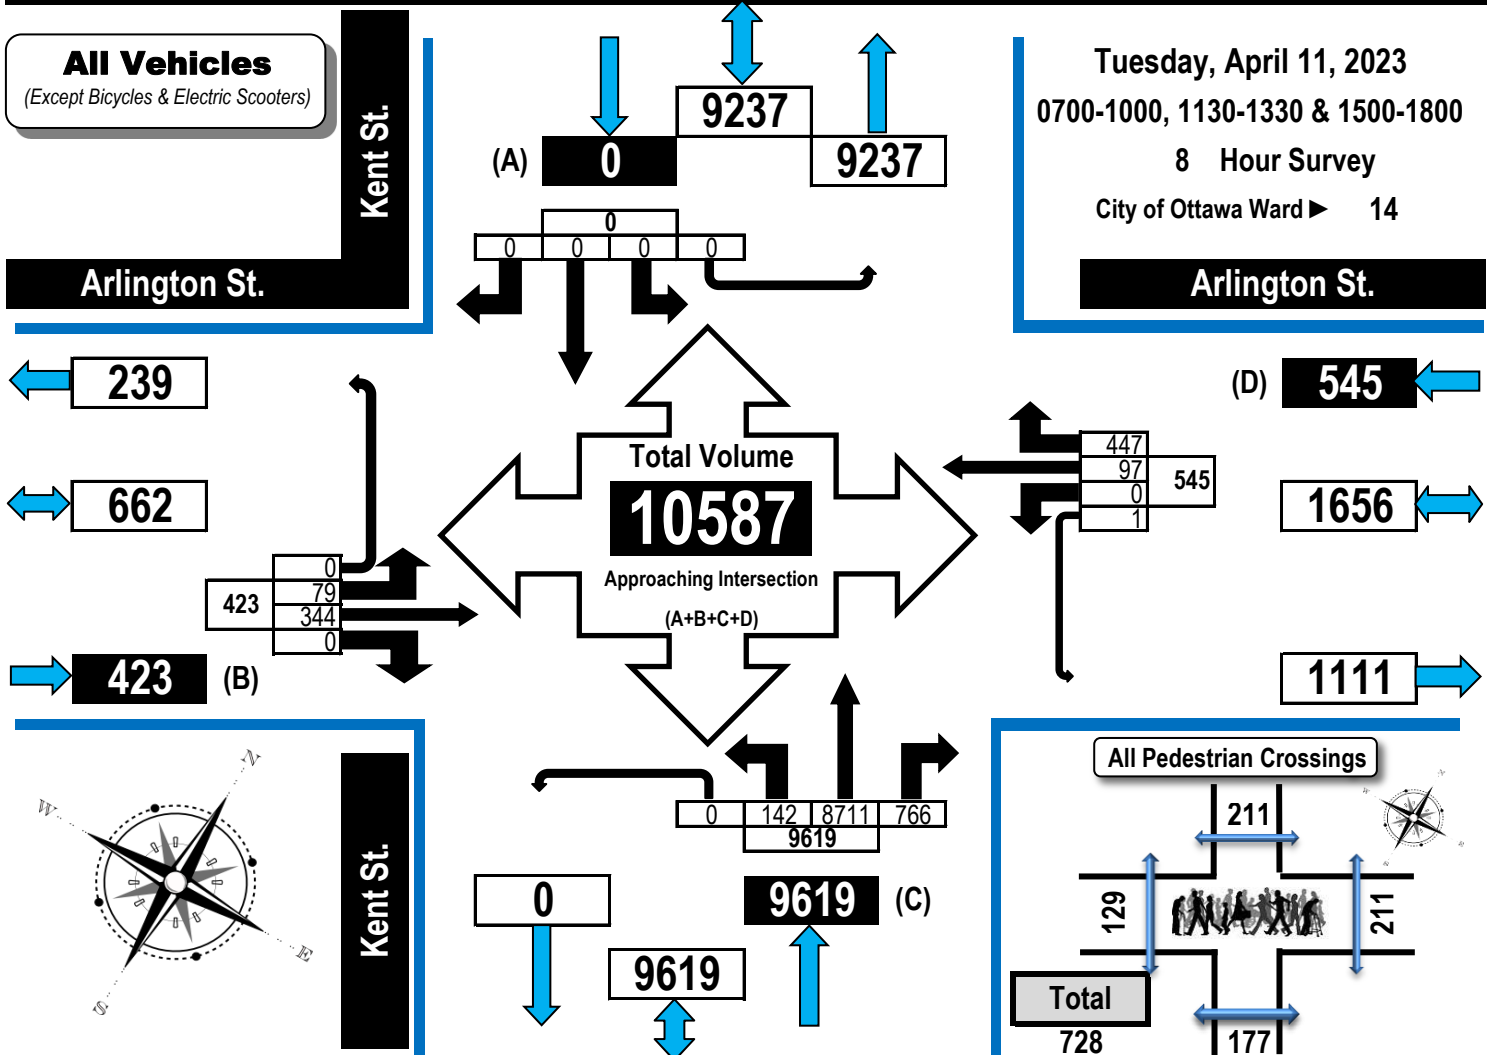 All Vehicles
(Except Bicycles & Electric Scooters)
Kent St.
Arlington St.
9237
(A) 0
9237
0
0 0 0 0
Tuesday, April 11, 2023
0700-1000, 1130-1330 & 1500-1800
8 Hour Survey
City of Ottawa Ward ► 14
Arlington St.
239
662
0
79
344
0
423
423 (B)
Total Volume
10587
Approaching Intersection
(A+B+C+D)
(D) 545
447
97
0
1
545
1656
1111
N
W
E
S
Kent St.
0 142 8711 766
9619
0
9619 (C)
9619
All Pedestrian Crossings
211
129
211
177
Total
728